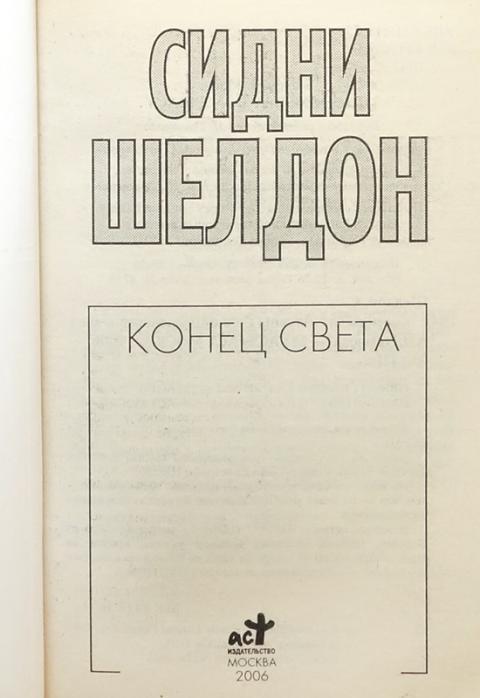 СИДНИ
ШЕЛДОН
КОНЕЦ СВЕТА
аст
ИЗДАТЕЛЬСТВО
МОСКВА
2006